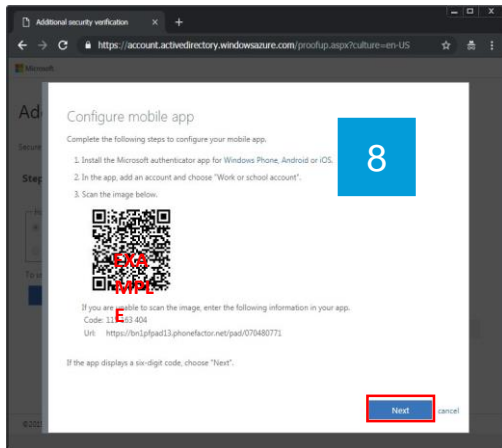 Additional security verification
https://account.activedirectory.windowsazure.com/proofup.aspx?culture=en-US
Microsoft
Ad
Secure
Step
Configure mobile app
Complete the following steps to configure your mobile app.
1. Install the Microsoft authenticator app for Windows Phone, Android or iOS.
2. In the app, add an account and choose "Work or school account".
3. Scan the image below.
8
EXA
MPL
E
If you are unable to scan the image, enter the following information in your app.
Code: 404
Url: https://bn1pfpad13.phonefactor.net/pad/070480771
If the app displays a six-digit code, choose "Next".
Next
cancel